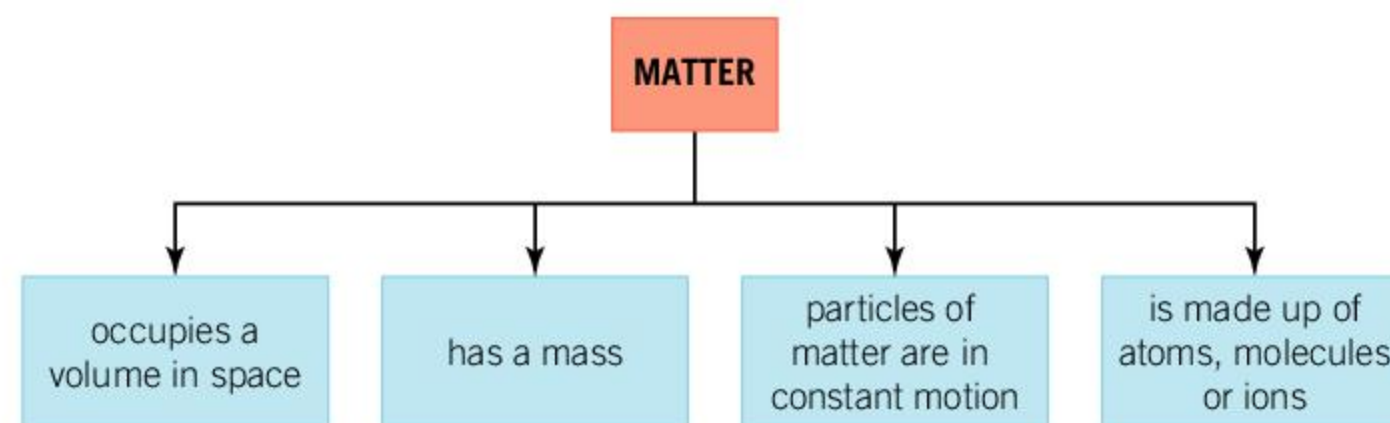 MATTER
occupies a
volume in space
has a mass
particles of
matter are in
constant motion
is made up of
atoms, molecules
or ions